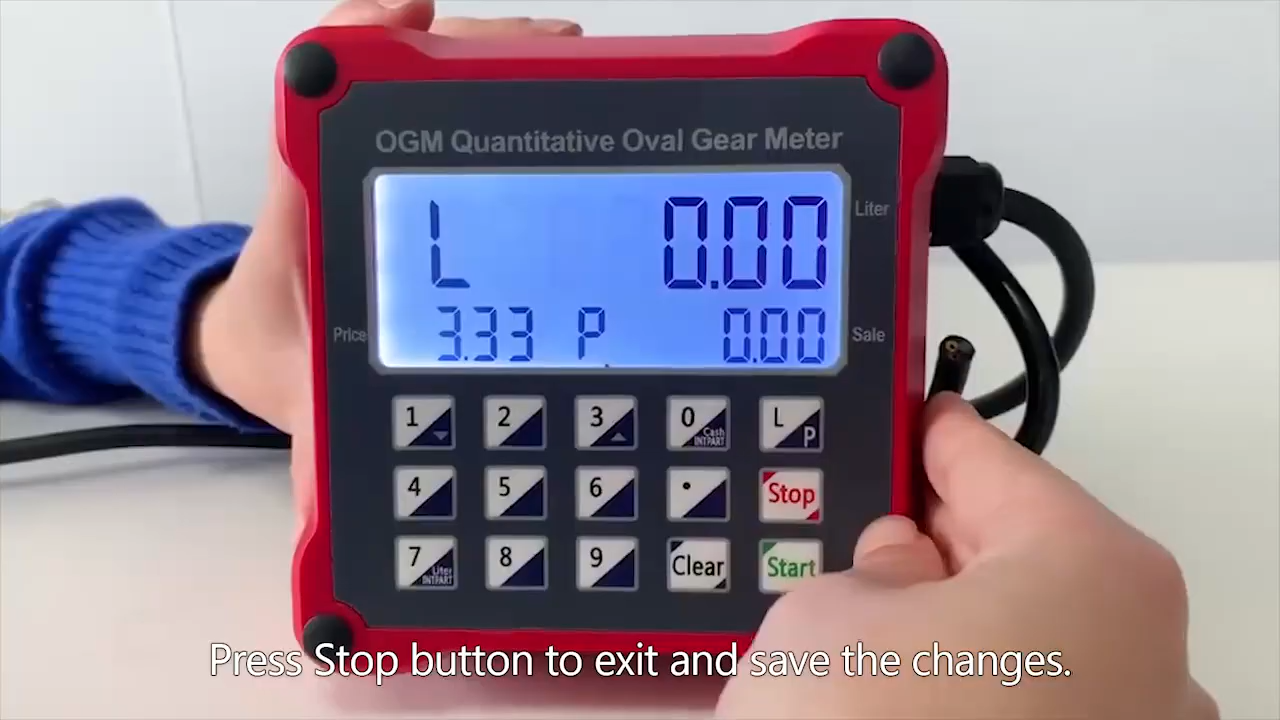 OGM Quantitative Oval Gear Meter
L 0.00 Liter
Price 3.33 P 0.00 Sale
1 2 3 0 Cash INTPART L P
4 5 6 . Stop
7 Liter INTPART 8 9 Clear Start
Press Stop button to exit and save the changes.